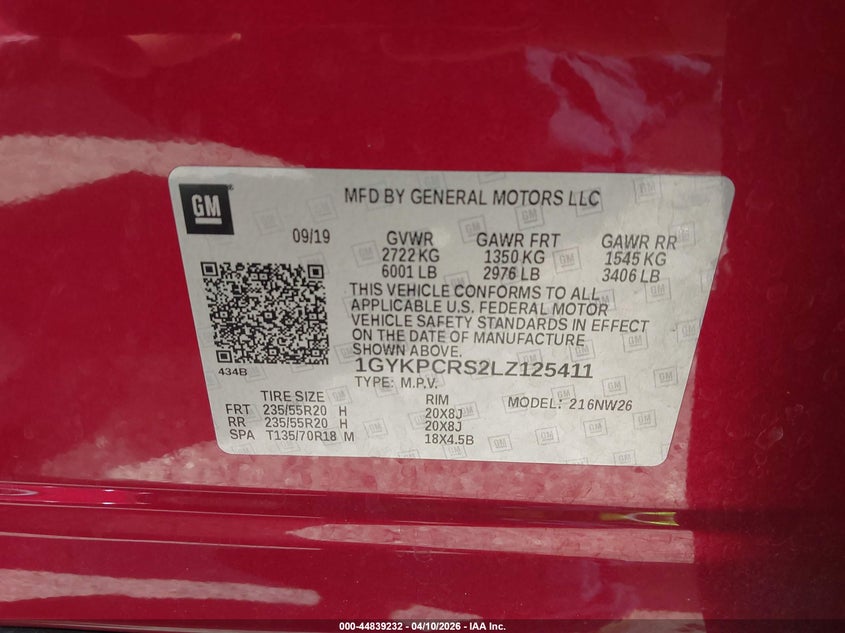 GM
MFD BY GENERAL MOTORS LLC
09/19 GVWR GAWR FRT GAWR RR
2722 KG 1350 KG 1545 KG
6001 LB 2976 LB 3406 LB
THIS VEHICLE CONFORMS TO ALL
APPLICABLE U.S. FEDERAL MOTOR
VEHICLE SAFETY STANDARDS IN EFFECT
ON THE DATE OF MANUFACTURE
SHOWN ABOVE.
434B
1GYKPCRS2LZ125411
TYPE: M.P.V.
TIRE SIZE RIM MODEL: 216NW26
FRT 235/55R20 H 20X8J
RR 235/55R20 H 20X8J
SPA T135/70R18 M 18X4.5B
000-44839232 - 04/10/2026 - IAA Inc.